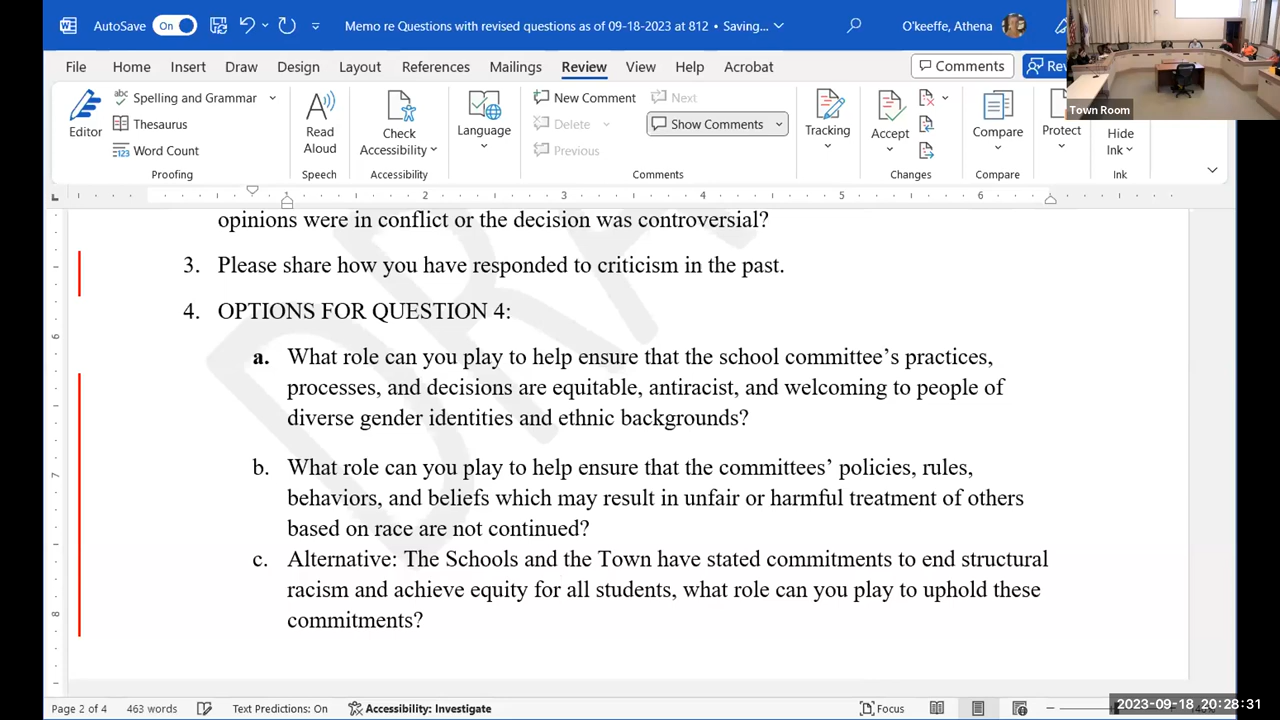 AutoSave On Memo re Questions with revised questions as of 09-18-2023 at 812 • Saving... O'keeffe, Athena
File Home Insert Draw Design Layout References Mailings Review View Help Acrobat Comments
Editor
Spelling and Grammar
Thesaurus
Word Count
Proofing
Read Aloud
Speech
Check Accessibility
Accessibility
Language
New Comment
Delete
Previous
Next
Show Comments
Comments
Tracking
Accept
Changes
Compare
Compare
Protect
Hide Ink
Ink
Town Room
1 2 3 4 5 6
opinions were in conflict or the decision was controversial?
3. Please share how you have responded to criticism in the past.
4. OPTIONS FOR QUESTION 4:
a. What role can you play to help ensure that the school committee’s practices,
processes, and decisions are equitable, antiracist, and welcoming to people of
diverse gender identities and ethnic backgrounds?
b. What role can you play to help ensure that the committees’ policies, rules,
behaviors, and beliefs which may result in unfair or harmful treatment of others
based on race are not continued?
c. Alternative: The Schools and the Town have stated commitments to end structural
racism and achieve equity for all students, what role can you play to uphold these
commitments?
6
7
8
Page 2 of 4 463 words Text Predictions: On Accessibility: Investigate Focus
2023-09-18 20:28:31